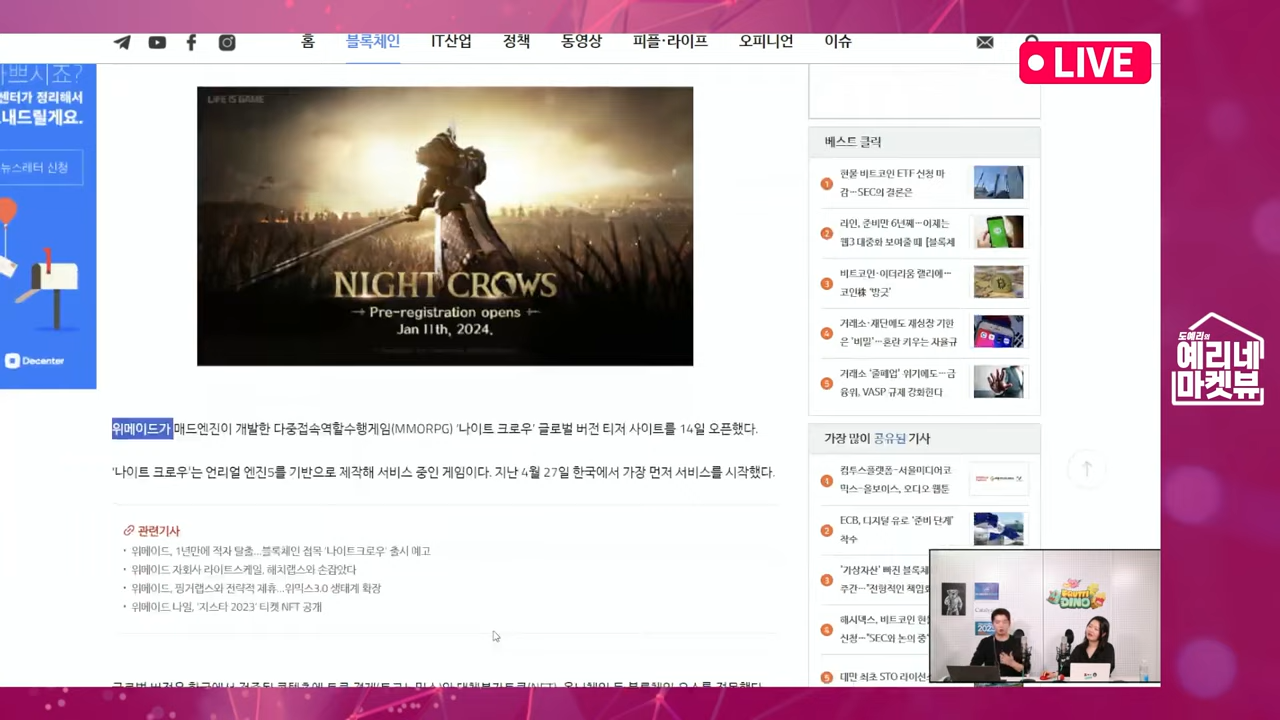 홈
블록체인
IT산업
정책
동영상
피플·라이프
오피니언
이슈
LIVE
바쁘시죠?
센터가 정리해서
보내드릴게요.
뉴스레터 신청
Decenter
LIFE IS GAME
NIGHT CROWS
Pre-registration opens
Jan 11th, 2024.
위메이드가 매드엔진이 개발한 다중접속역할수행게임(MMORPG) '나이트 크로우' 글로벌 버전 티저 사이트를 14일 오픈했다.
'나이트 크로우'는 언리얼 엔진5를 기반으로 제작해 서비스 중인 게임이다. 지난 4월 27일 한국에서 가장 먼저 서비스를 시작했다.
관련기사
· 위메이드, 1년만에 적자 탈출...블록체인 접목 '나이트크로우' 출시 예고
· 위메이드 자회사 라이트스케일, 해치랩스와 손잡았다
· 위메이드, 핑거랩스와 전략적 제휴...위믹스3.0 생태계 확장
· 위메이드 나일, '지스타 2023' 티켓 NFT 공개
베스트 클릭
1 현물 비트코인 ETF 신청 마
감…SEC의 결론은
2 라인, 준비만 6년째…이제는
웹3 대중화 보여줄 때 [블록체
3 비트코인·이더리움 랠리에…
코인株 '방긋'
4 거래소·재단에도 재상장 기한
은 '비밀'…혼란 키우는 자율규
5 거래소 '줄폐업' 위기에도…금
융위, VASP 규제 강화한다
가장 많이 공유된 기사
1 컴투스플랫폼-서울미디어코
믹스-올보이스, 오디오 웹툰
2 ECB, 디지털 유로 '준비 단계'
착수
3 '가상자산' 빠진 블록체
주간…"전형적인 책임회
4 해시덱스, 비트코인 현물
신청…"SEC와 논의 중"
5 대만 최초 STO 라이선스
FRUTTI
DINO
도예리의
예리네
마켓뷰